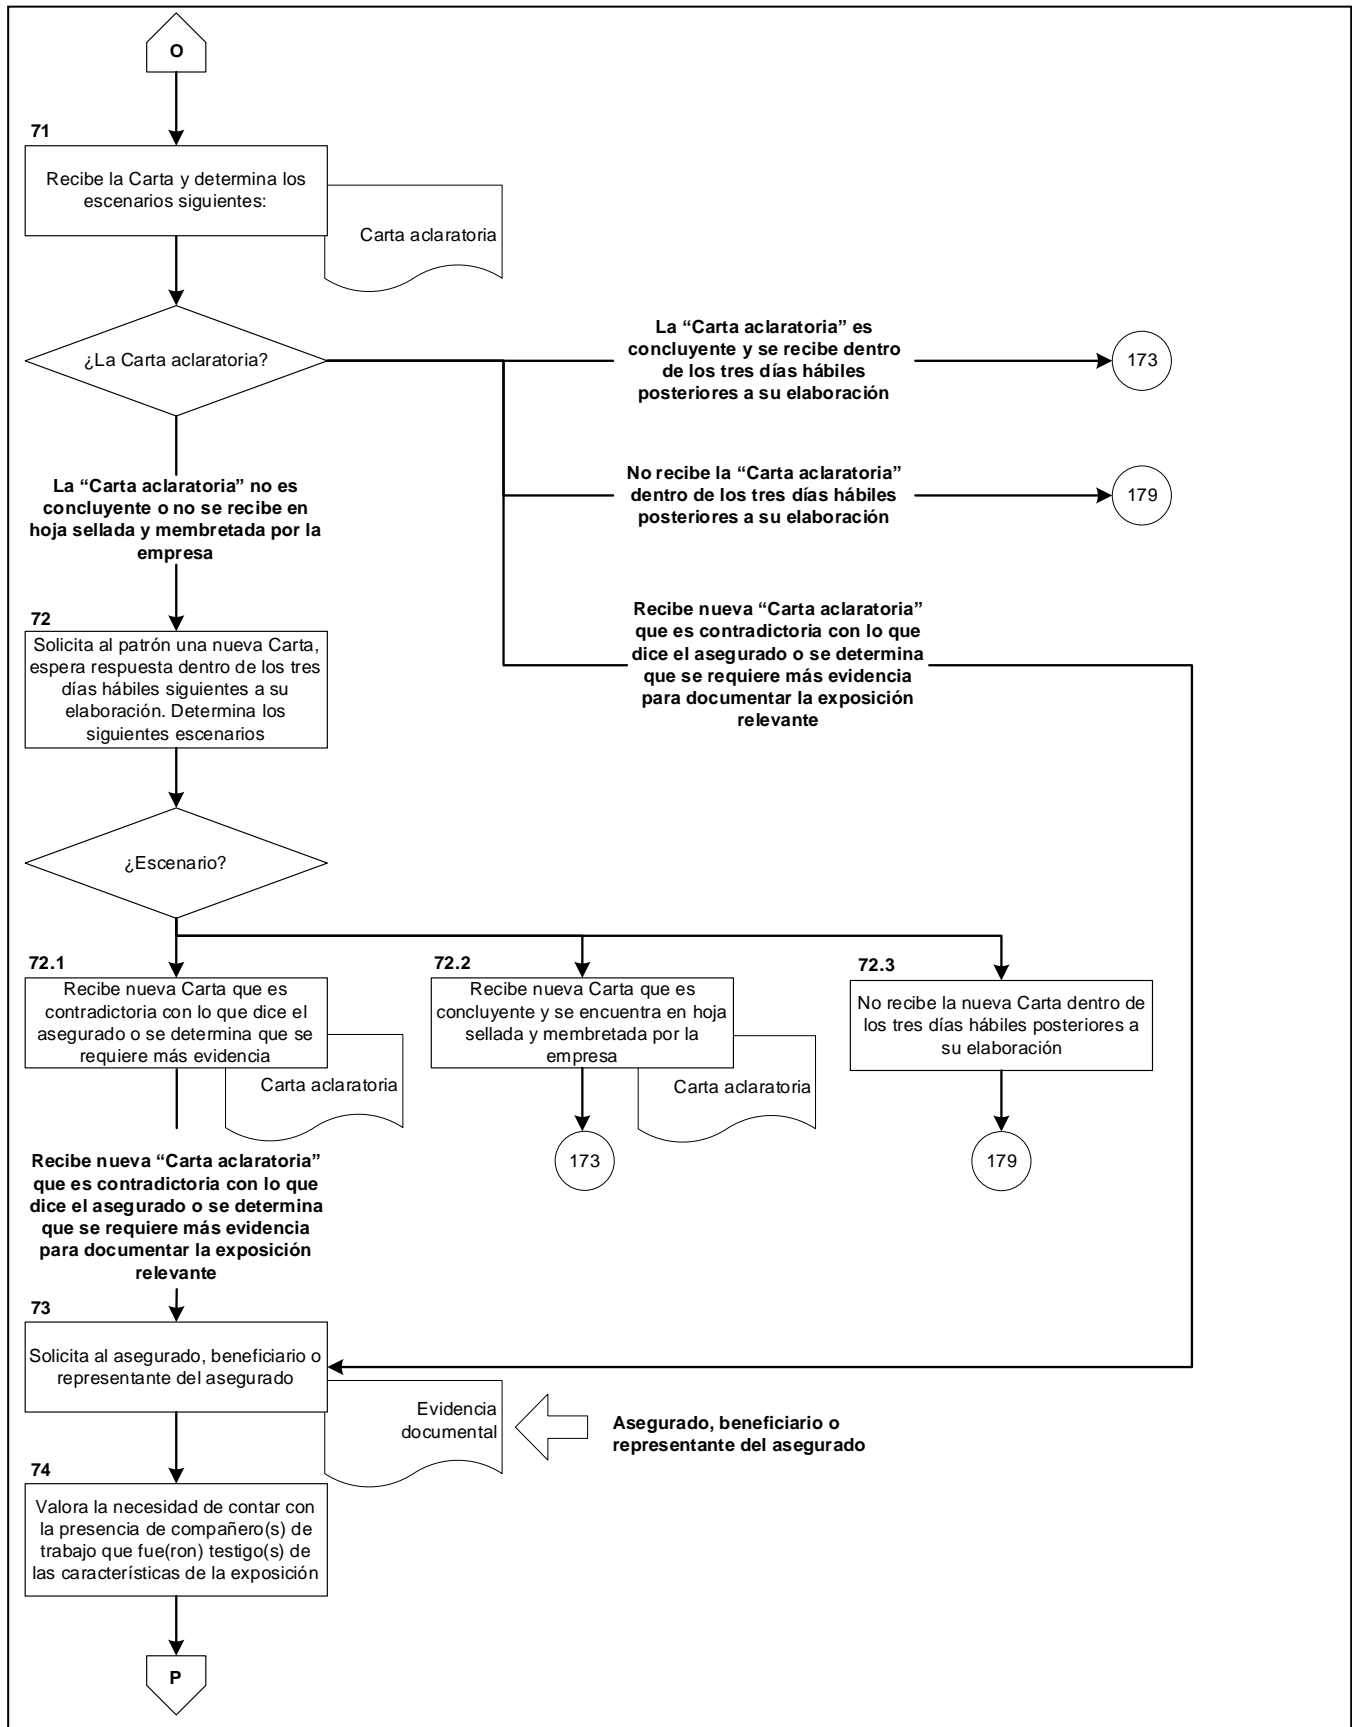 O
71
Recibe la Carta y determina los
escenarios siguientes:
Carta aclaratoria
¿La Carta aclaratoria?
La “Carta aclaratoria” es
concluyente y se recibe dentro
de los tres días hábiles
posteriores a su elaboración
173
No recibe la “Carta aclaratoria”
dentro de los tres días hábiles
posteriores a su elaboración
179
La “Carta aclaratoria” no es
concluyente o no se recibe en
hoja sellada y membretada por la
empresa
Recibe nueva “Carta aclaratoria”
que es contradictoria con lo que
dice el asegurado o se determina
que se requiere más evidencia
para documentar la exposición
relevante
72
Solicita al patrón una nueva Carta,
espera respuesta dentro de los tres
días hábiles siguientes a su
elaboración. Determina los
siguientes escenarios
¿Escenario?
72.1
Recibe nueva Carta que es
contradictoria con lo que dice el
asegurado o se determina que se
requiere más evidencia
Carta aclaratoria
72.2
Recibe nueva Carta que es
concluyente y se encuentra en hoja
sellada y membretada por la
empresa
Carta aclaratoria
173
72.3
No recibe la nueva Carta dentro de
los tres días hábiles posteriores a
su elaboración
179
Recibe nueva “Carta aclaratoria”
que es contradictoria con lo que
dice el asegurado o se determina
que se requiere más evidencia
para documentar la exposición
relevante
73
Solicita al asegurado, beneficiario o
representante del asegurado
Evidencia
documental
Asegurado, beneficiario o
representante del asegurado
74
Valora la necesidad de contar con
la presencia de compañero(s) de
trabajo que fue(ron) testigo(s) de
las características de la exposición
P